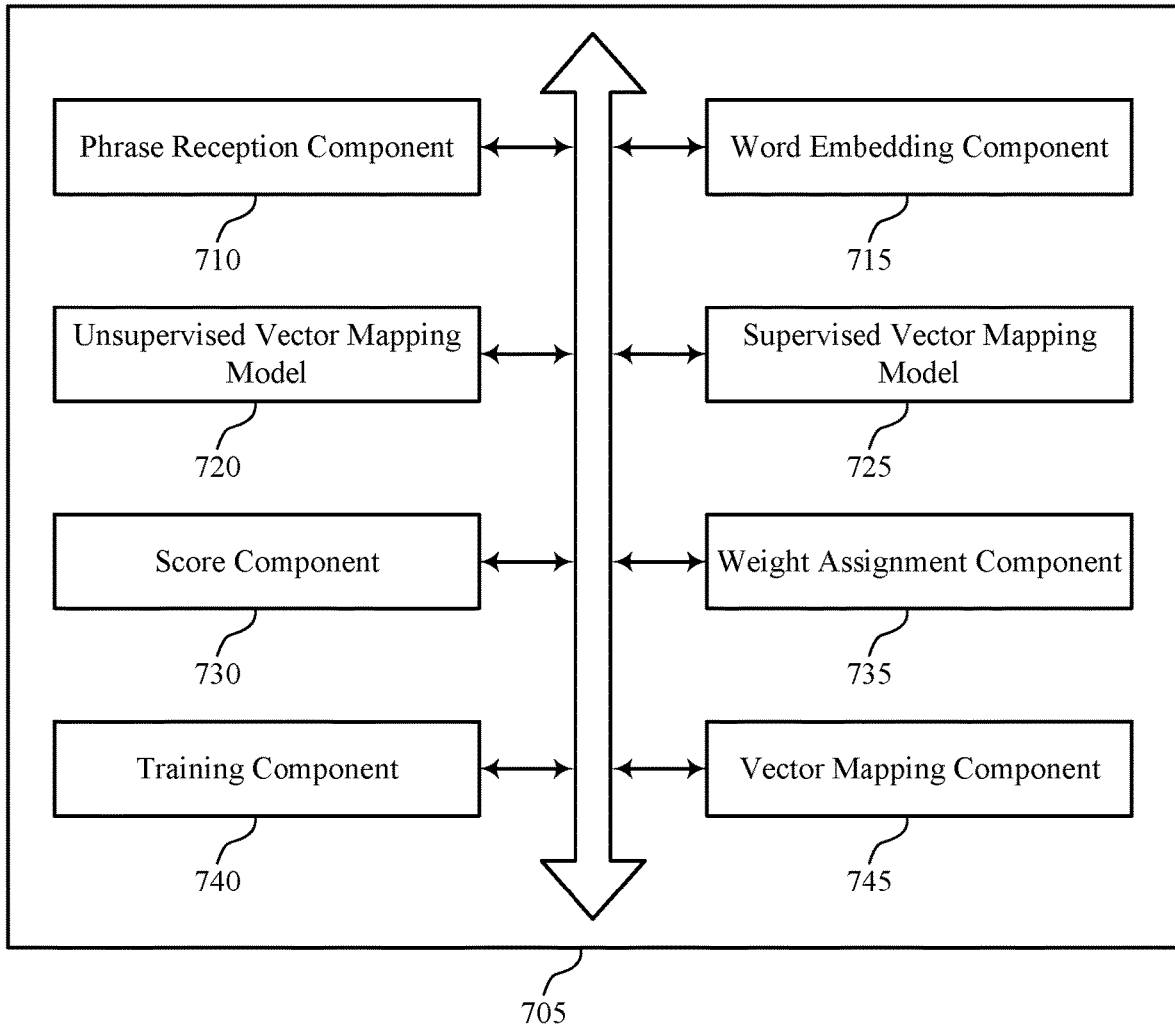 Phrase Reception Component
710
Word Embedding Component
715
Unsupervised Vector Mapping
Model
720
Supervised Vector Mapping
Model
725
Score Component
730
Weight Assignment Component
735
Training Component
740
Vector Mapping Component
745
705